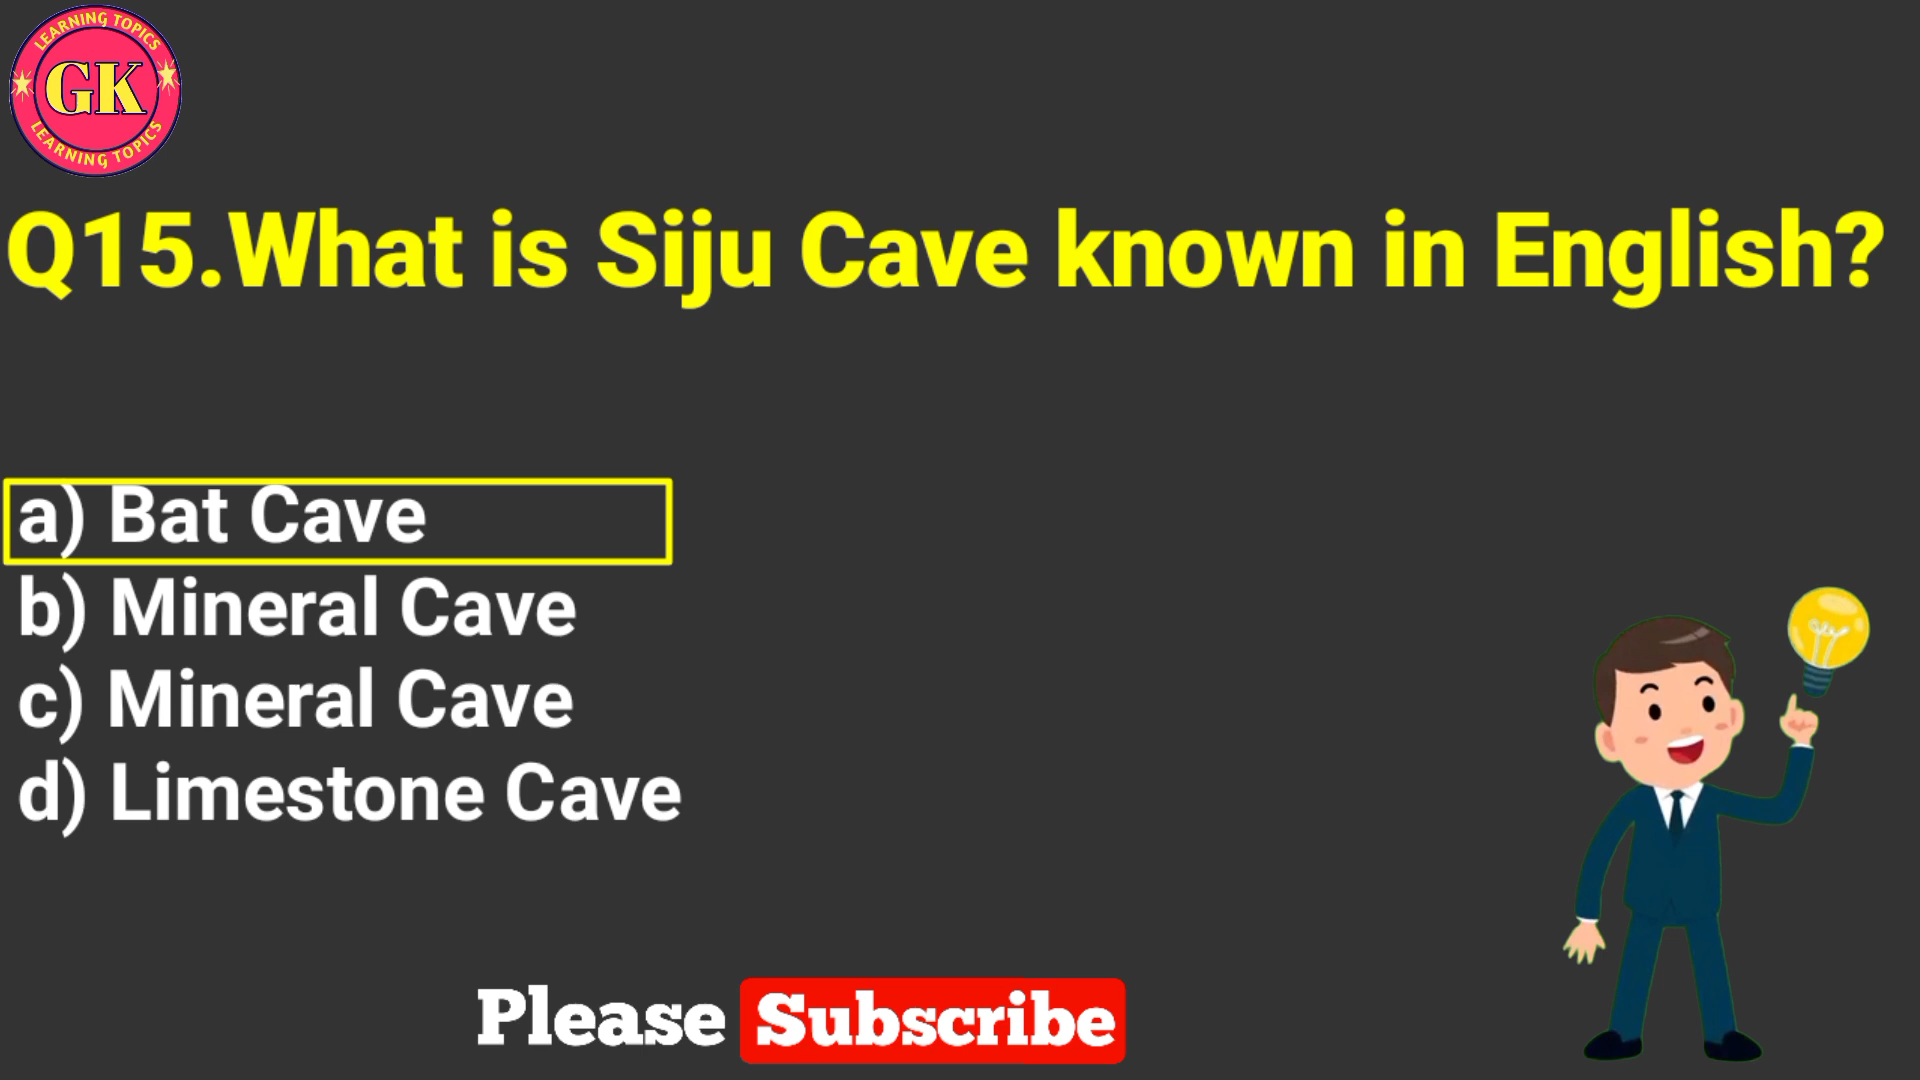 LEARNING TOPICS
GK
LEARNING TOPICS
Q15.What is Siju Cave known in English?
a) Bat Cave
b) Mineral Cave
c) Mineral Cave
d) Limestone Cave
Please Subscribe